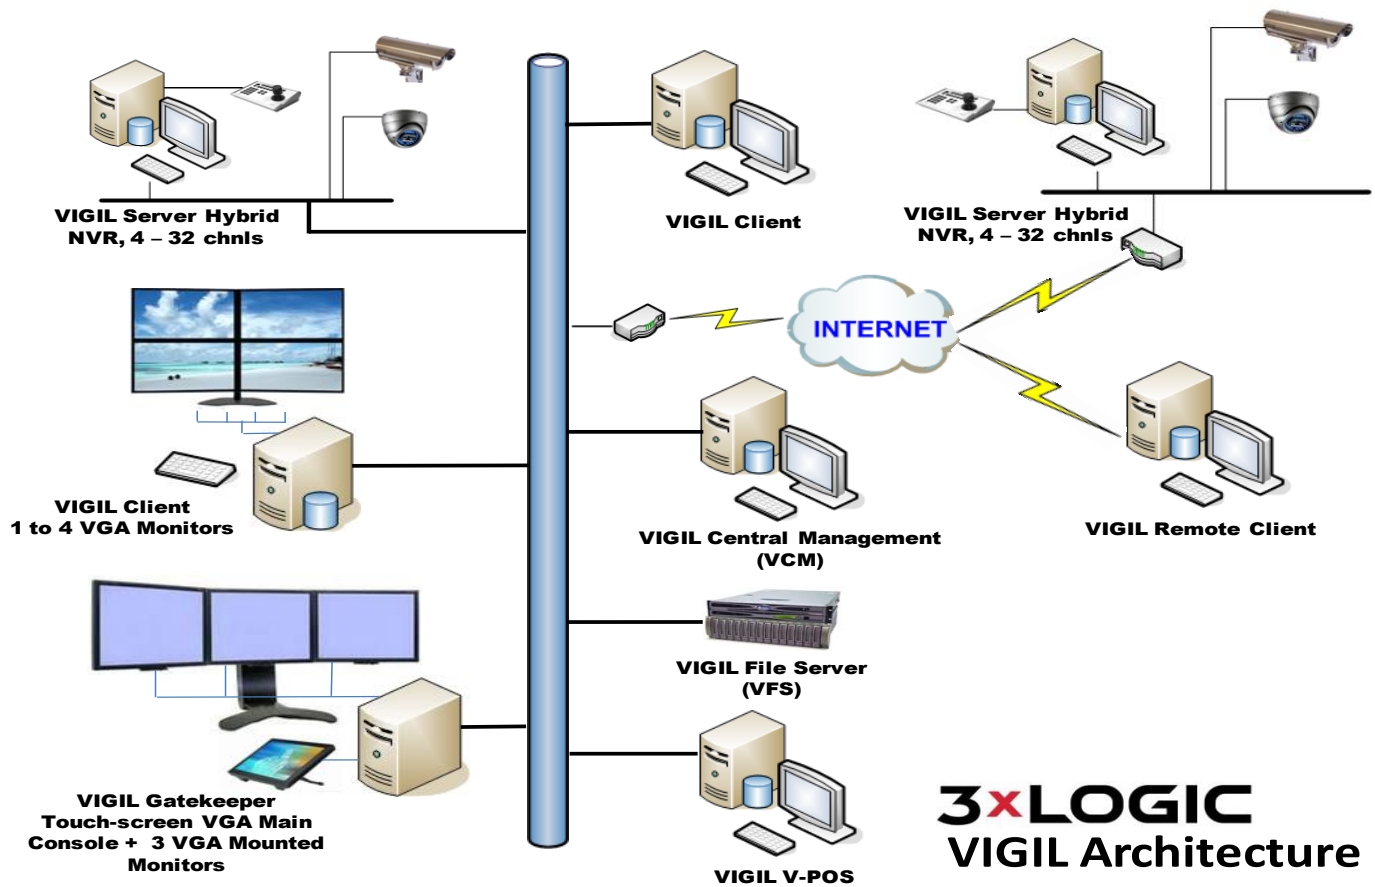 VIGIL Server Hybrid
NVR, 4 – 32 chnls
VIGIL Client
VIGIL Server Hybrid
NVR, 4 – 32 chnls
INTERNET
VIGIL Client
1 to 4 VGA Monitors
VIGIL Central Management
(VCM)
VIGIL Remote Client
VIGIL File Server
(VFS)
VIGIL Gatekeeper
Touch-screen VGA Main
Console + 3 VGA Mounted
Monitors
VIGIL V-POS
3xLOGIC
VIGIL Architecture